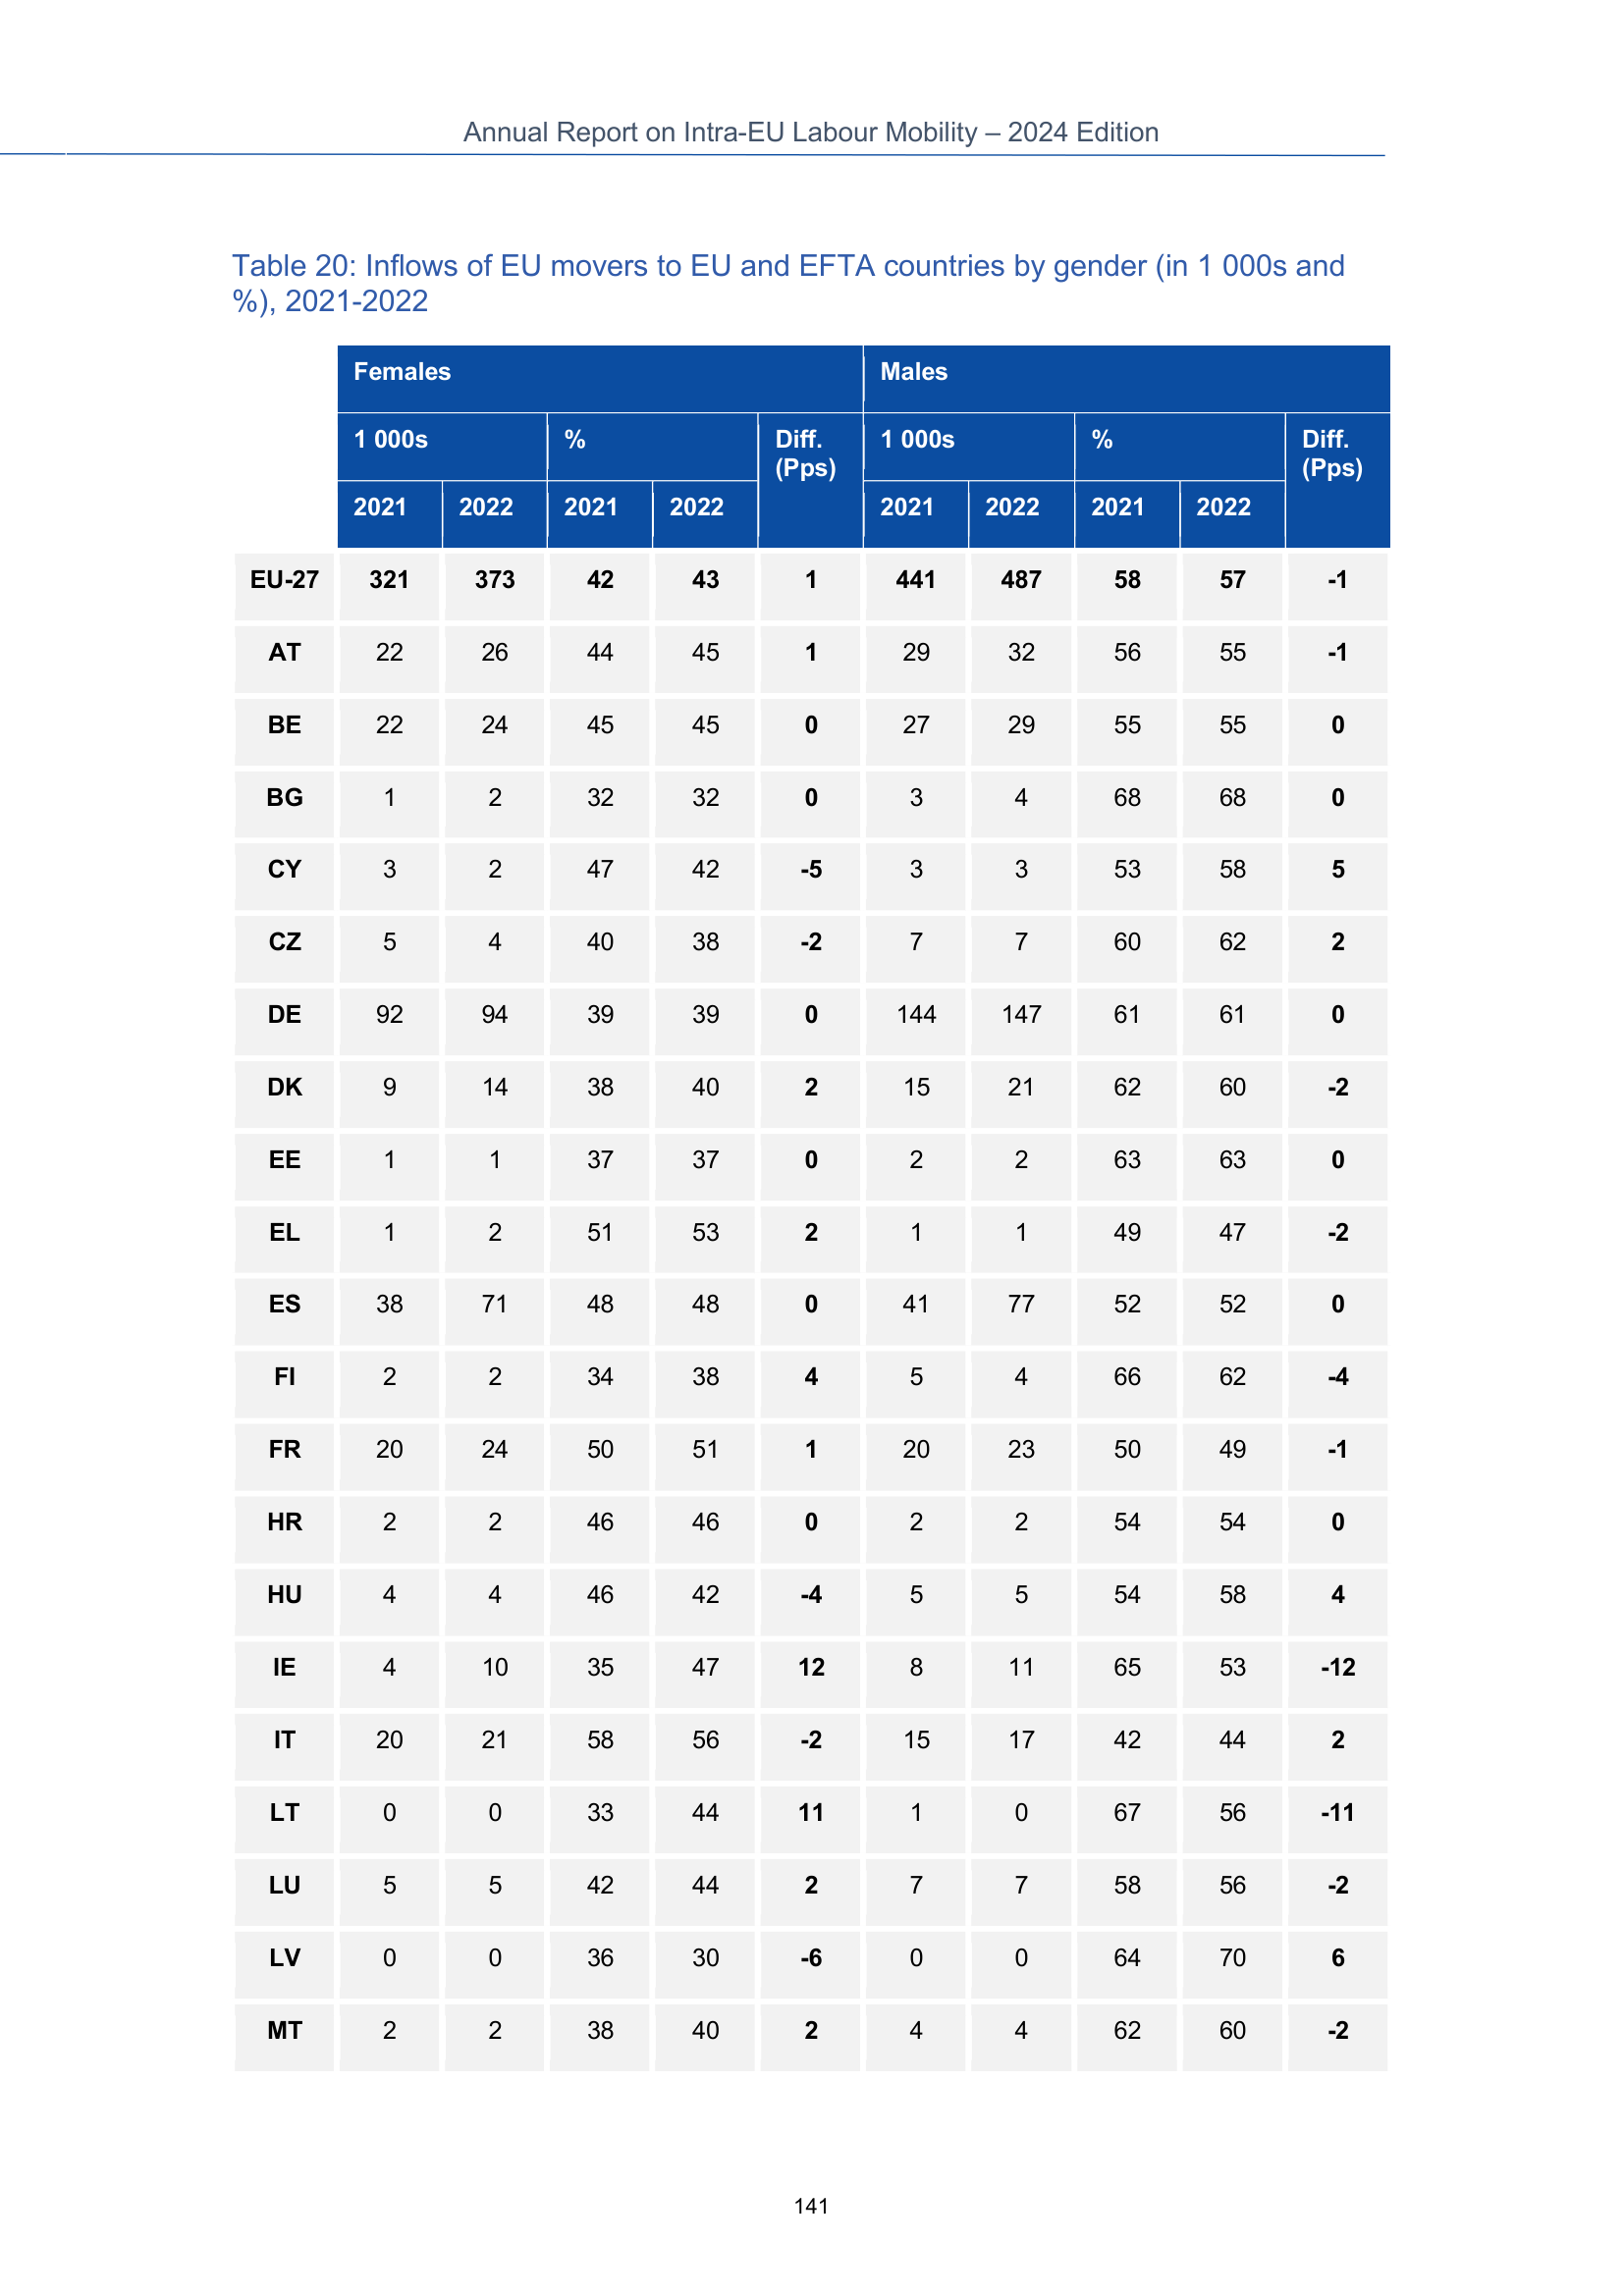 Annual Report on Intra-EU Labour Mobility – 2024 Edition
Table 20: Inflows of EU movers to EU and EFTA countries by gender (in 1 000s and
%), 2021-2022
Females Males
1 000s % Diff. (Pps) 1 000s % Diff. (Pps)
2021 2022 2021 2022 2021 2022 2021 2022
EU-27 321 373 42 43 1 441 487 58 57 -1
AT 22 26 44 45 1 29 32 56 55 -1
BE 22 24 45 45 0 27 29 55 55 0
BG 1 2 32 32 0 3 4 68 68 0
CY 3 2 47 42 -5 3 3 53 58 5
CZ 5 4 40 38 -2 7 7 60 62 2
DE 92 94 39 39 0 144 147 61 61 0
DK 9 14 38 40 2 15 21 62 60 -2
EE 1 1 37 37 0 2 2 63 63 0
EL 1 2 51 53 2 1 1 49 47 -2
ES 38 71 48 48 0 41 77 52 52 0
FI 2 2 34 38 4 5 4 66 62 -4
FR 20 24 50 51 1 20 23 50 49 -1
HR 2 2 46 46 0 2 2 54 54 0
HU 4 4 46 42 -4 5 5 54 58 4
IE 4 10 35 47 12 8 11 65 53 -12
IT 20 21 58 56 -2 15 17 42 44 2
LT 0 0 33 44 11 1 0 67 56 -11
LU 5 5 42 44 2 7 7 58 56 -2
LV 0 0 36 30 -6 0 0 64 70 6
MT 2 2 38 40 2 4 4 62 60 -2
141